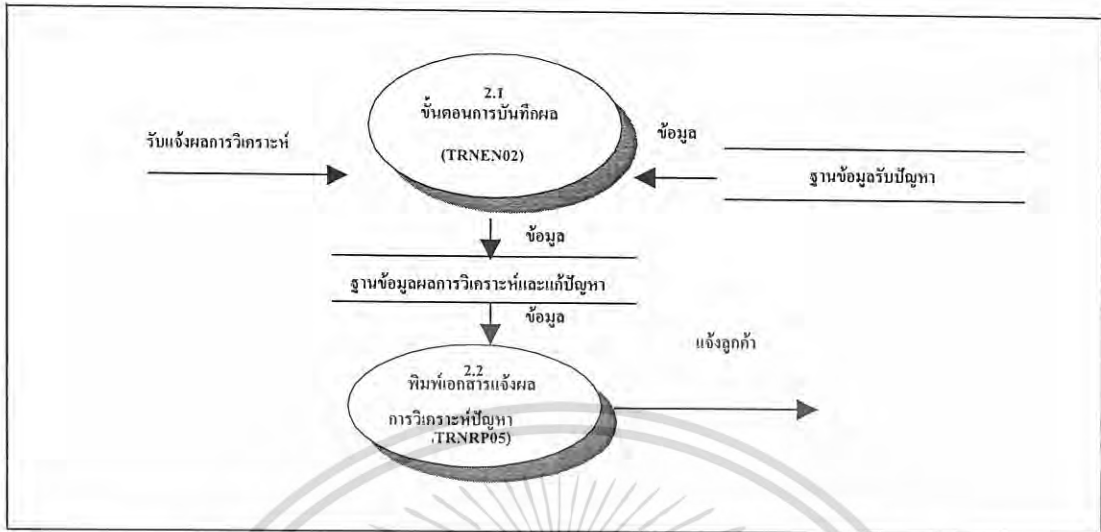 2.1
ขั้นตอนการบันทึกผล
(TRNEN02)
รับแจ้งผลการวิเคราะห์
ข้อมูล
ฐานข้อมูลรับปัญหา
ข้อมูล
ฐานข้อมูลผลการวิเคราะห์และแก้ปัญหา
ข้อมูล
แจ้งลูกค้า
2.2
พิมพ์เอกสารแจ้งผล
การวิเคราะห์ปัญหา
(TRNRP05)